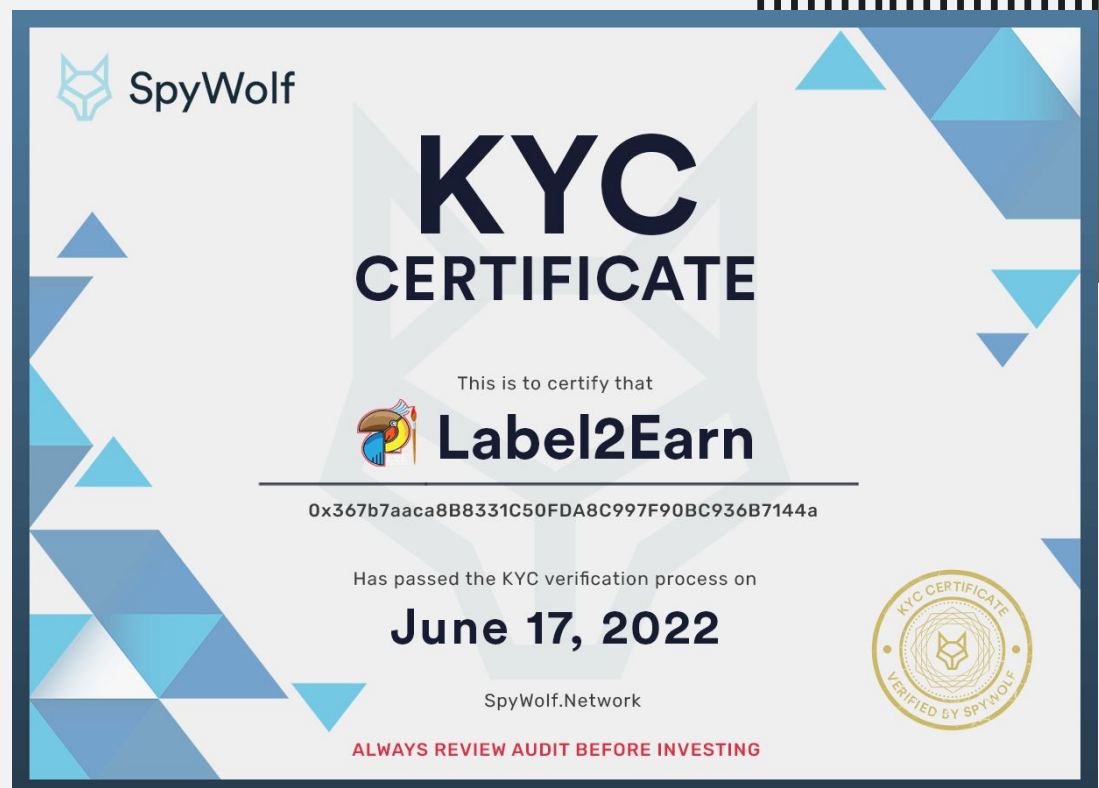 SpyWolf
KYC
CERTIFICATE
This is to certify that
Label2Earn
0x367b7aaca8B8331C50FDA8C997F90BC936B7144a
Has passed the KYC verification process on
June 17, 2022
SpyWolf.Network
ALWAYS REVIEW AUDIT BEFORE INVESTING
KYC CERTIFICATE
VERIFIED BY SPYWOLF